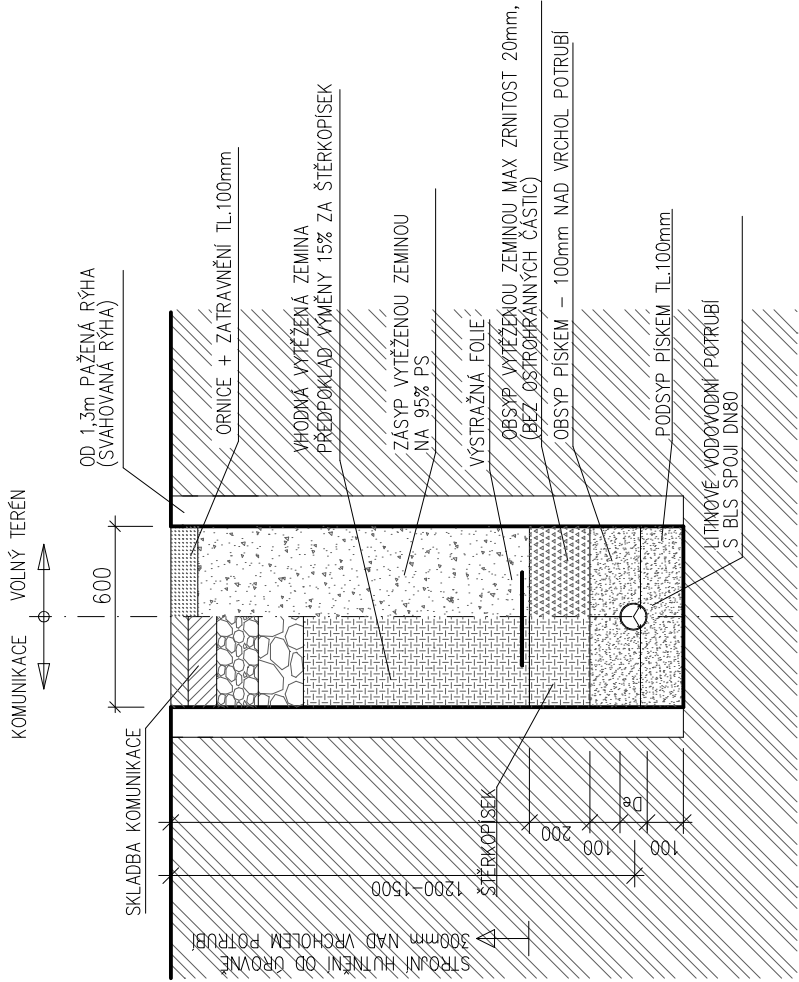 KOMUNIKACE
VOLNÝ TERÉN
600
OD 1,3m PAŽENÁ RÝHA
(SVAHOVANÁ RÝHA)
ORNICE + ZATRAVNĚNÍ TL.100mm
VHODNÁ VYTĚŽENÁ ZEMINA
PŘEDPOKLAD VÝMĚNY 15% ZA ŠTĚRKOPÍSEK
ZÁSYP VYTĚŽENOU ZEMINOU
NA 95% PS
VÝSTRAŽNÁ FOLIE
OBSYP VYTĚŽENOU ZEMINOU MAX ZRNITOST 20mm,
(BEZ OSTROHRANNÝCH ČÁSTIC)
OBSYP PÍSKEM - 100mm NAD VRCHOL POTRUBÍ
PODSYP PÍSKEM TL.100mm
LITINOVÉ VODOVODNÍ POTRUBÍ
S BLS SPOJI DN80
SKLADBA KOMUNIKACE
ŠTĚRKOPÍSEK
200
100
De
100
1200-1500
STROJNÍ HUTNĚNÍ OD ÚROVNĚ
300mm NAD VRCHOLEM POTRUBÍ